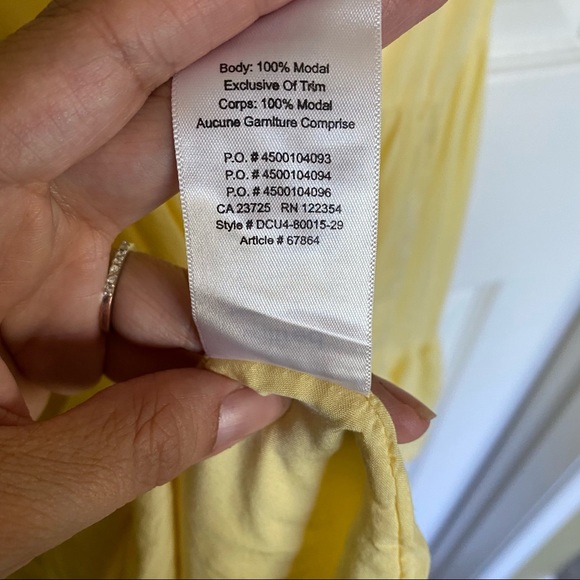 Body: 100% Modal
Exclusive Of Trim
Corps: 100% Modal
Aucune Garniture Comprise
P.O. # 4500104093
P.O. # 4500104094
P.O. # 4500104096
CA 23725 RN 122354
Style # DCU4-80015-29
Article # 67864